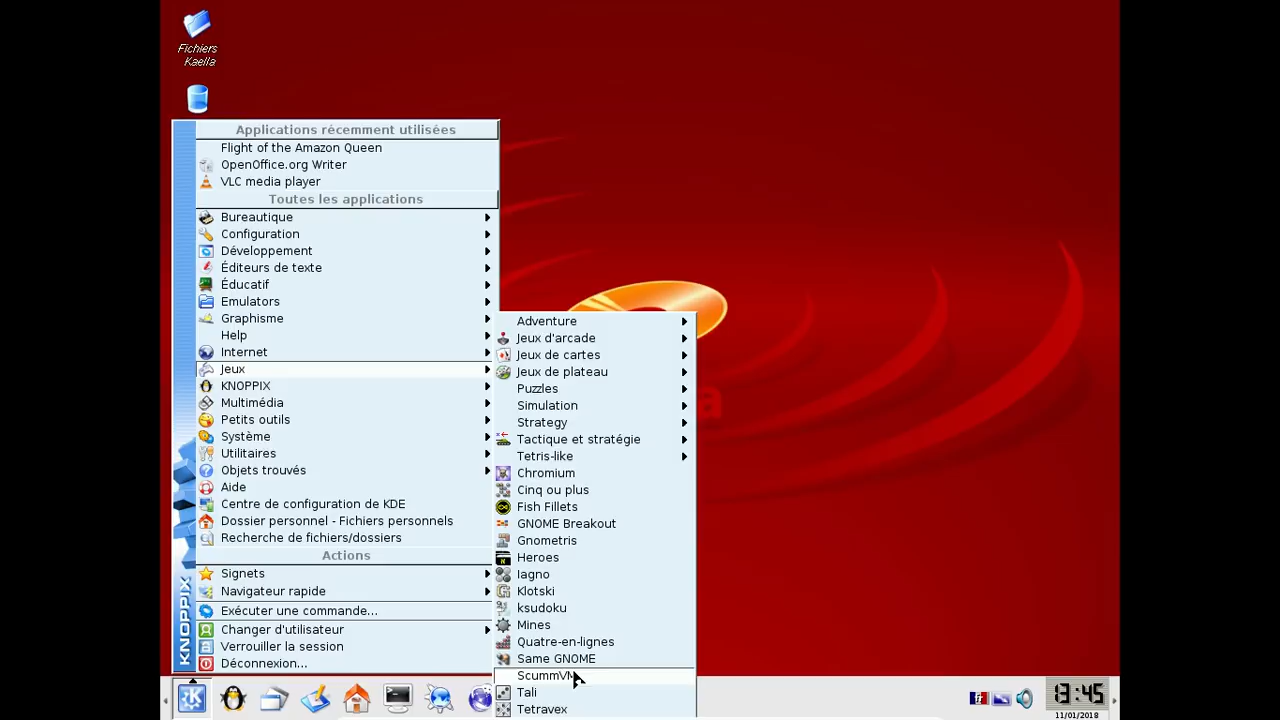 Fichiers
Kaella
Applications récemment utilisées
Flight of the Amazon Queen
OpenOffice.org Writer
VLC media player
Toutes les applications
Bureautique
Configuration
Développement
Éditeurs de texte
Éducatif
Emulators
Graphisme
Help
Internet
Jeux
KNOPPIX
Multimédia
Petits outils
Système
Utilitaires
Objets trouvés
Aide
Centre de configuration de KDE
Dossier personnel - Fichiers personnels
Recherche de fichiers/dossiers
Actions
Signets
Navigateur rapide
Exécuter une commande...
Changer d'utilisateur
Verrouiller la session
Déconnexion...
KNOPPIX
Adventure
Jeux d'arcade
Jeux de cartes
Jeux de plateau
Puzzles
Simulation
Strategy
Tactique et stratégie
Tetris-like
Chromium
Cinq ou plus
Fish Fillets
GNOME Breakout
Gnometris
Heroes
Iagno
Klotski
ksudoku
Mines
Quatre-en-lignes
Same GNOME
ScummVM
Tali
Tetravex
13:45
11/01/2018